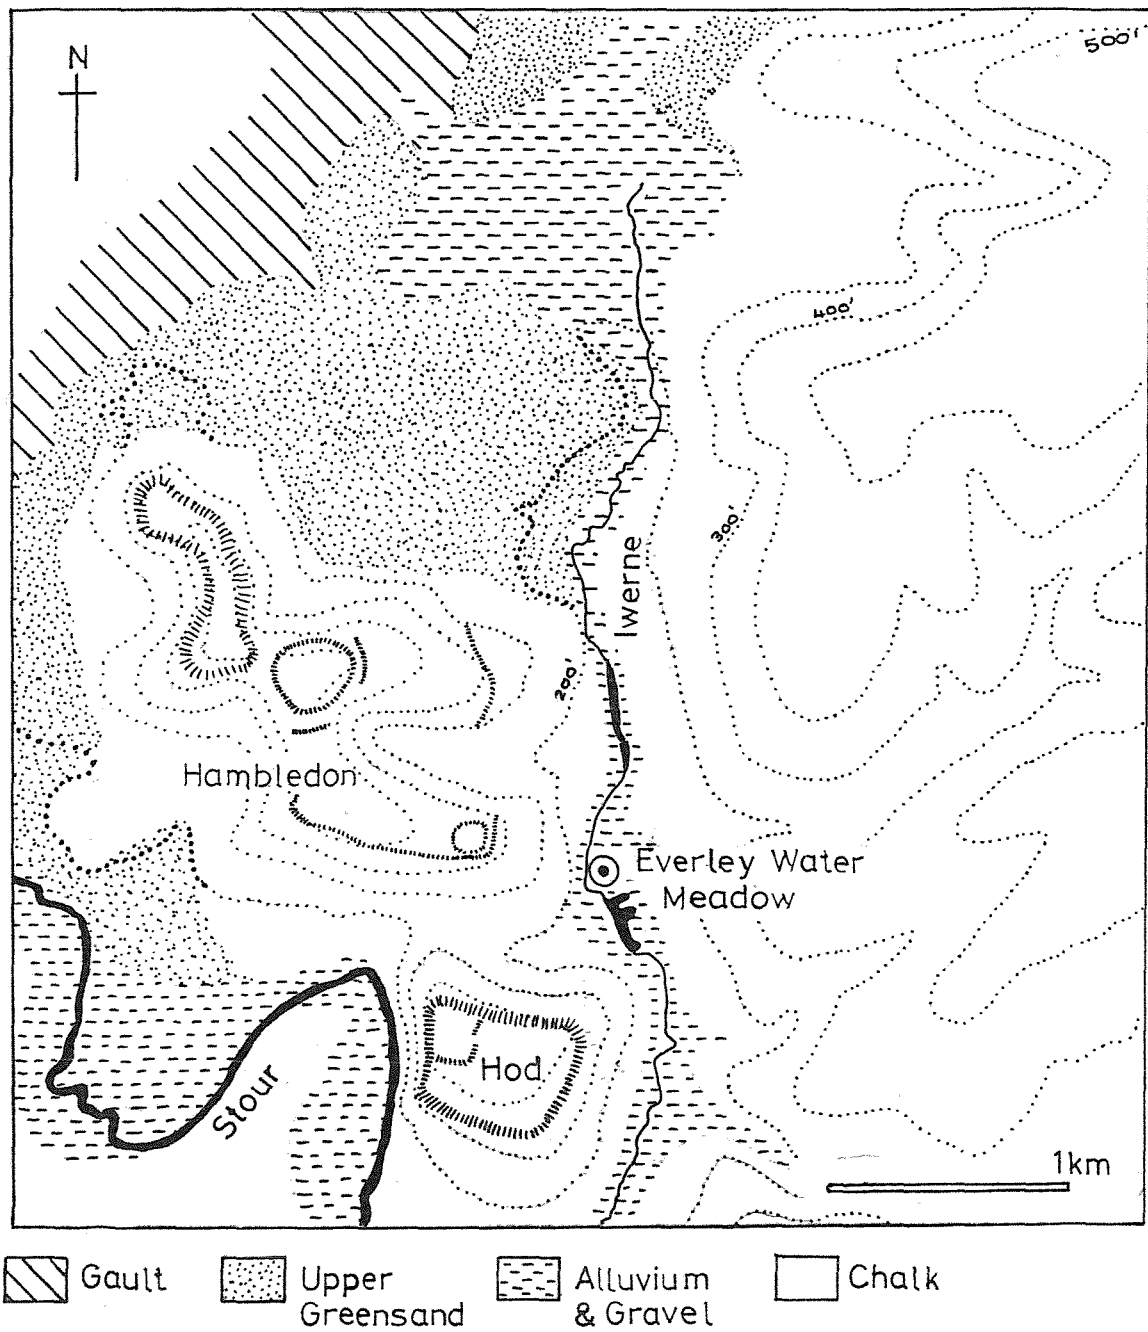 N
500'
400'
300'
Iwerne
200'
Hambledon
Everley Water
Meadow
Hod
Stour
1km
Gault
Upper
Greensand
Alluvium
& Gravel
Chalk